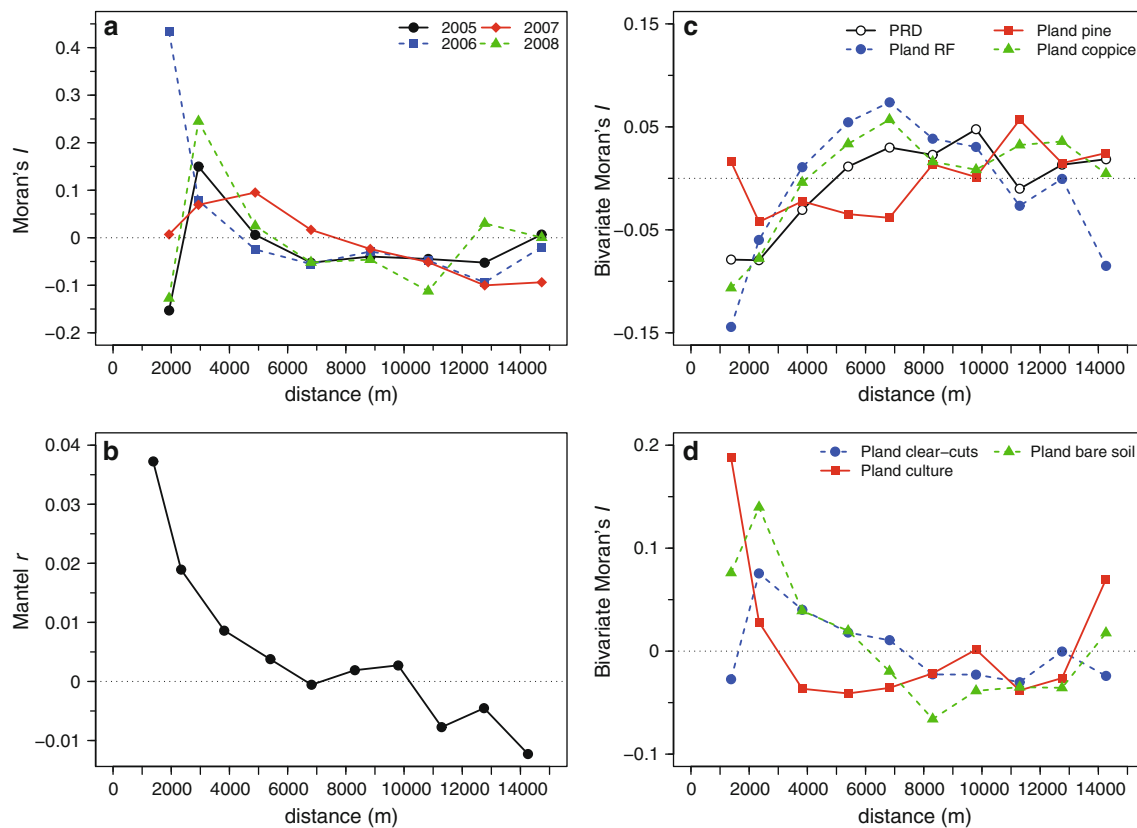 a
2005
2007
2006
2008
0.4
0.3
0.2
0.1
0
−0.1
−0.2
Moran's I
0 2000 4000 6000 8000 10000 12000 14000
distance (m)
c
PRD
Pland pine
Pland RF
Pland coppice
0.15
0.05
−0.05
−0.15
Bivariate Moran's I
0 2000 4000 6000 8000 10000 12000 14000
distance (m)
b
0.04
0.03
0.02
0.01
0
−0.01
Mantel r
0 2000 4000 6000 8000 10000 12000 14000
distance (m)
d
Pland clear−cuts
Pland bare soil
Pland culture
0.2
0.1
0
−0.1
Bivariate Moran's I
0 2000 4000 6000 8000 10000 12000 14000
distance (m)